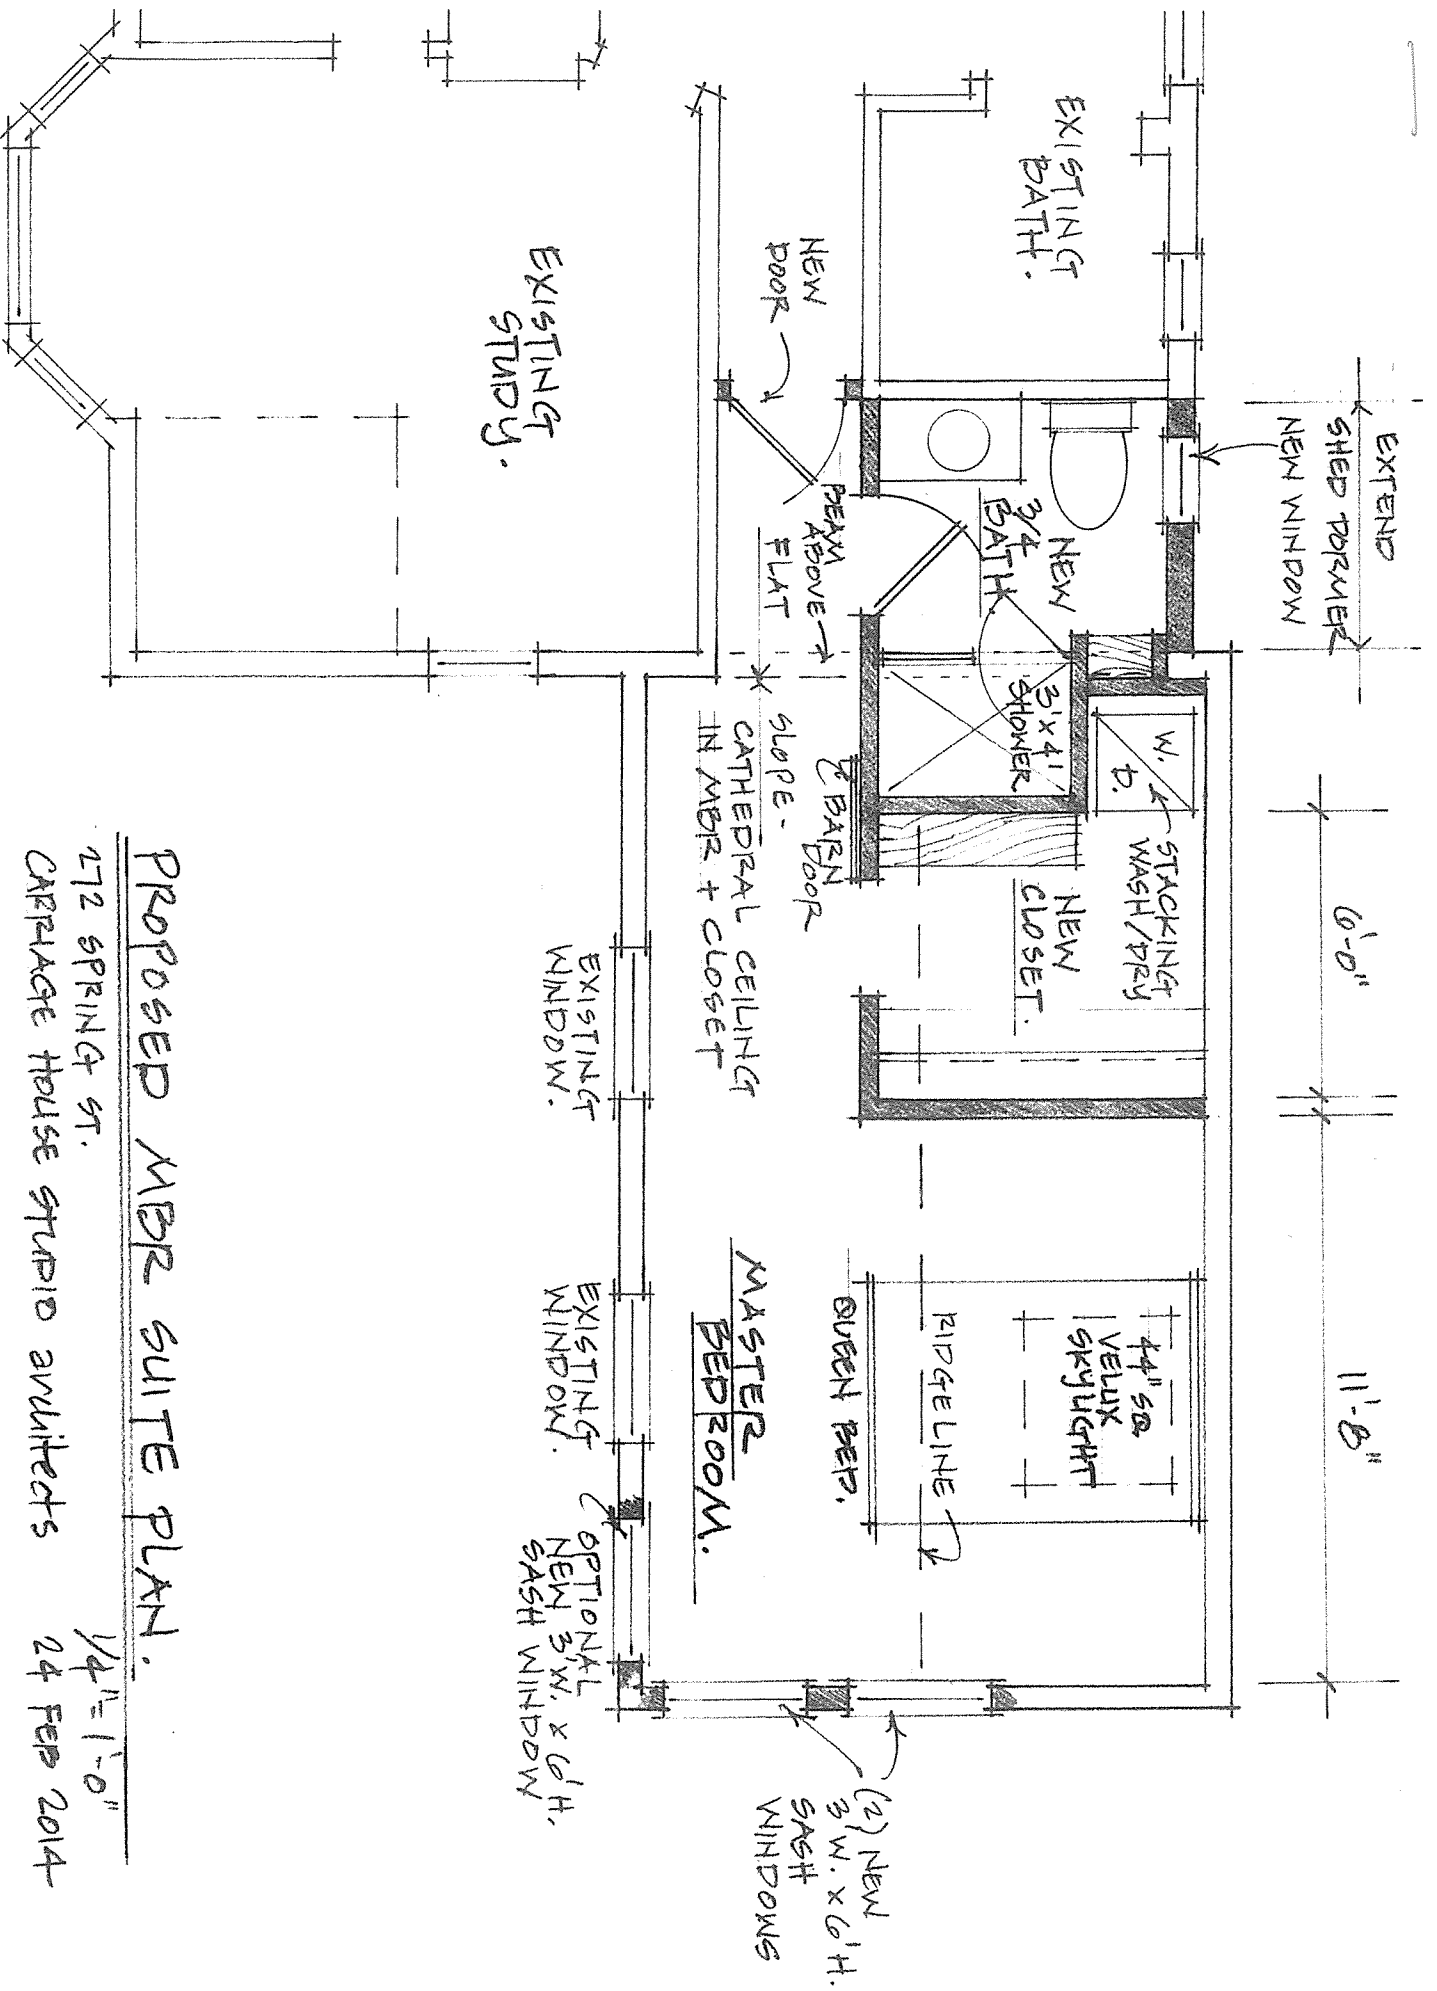 EXTEND
SHED DORMER
NEW WINDOW
6'-0"
11'-8"
EXISTING
BATH.
NEW
3/4
BATH.
3'x4'
SHOWER
W.
D.
STACKING
WASH/DRY
NEW
CLOSET.
44" SQ
VELUX
SKYLIGHT
RIDGELINE
QUEEN BED.
NEW
DOOR
BEAM
ABOVE
FLAT
SLOPE-
CATHEDRAL CEILING
IN MBR + CLOSET
BARN
DOOR
MASTER
BEDROOM.
(2) NEW
3'W. x 6'H.
SASH
WINDOWS
EXISTING
STUDY.
EXISTING
WINDOW.
EXISTING
WINDOW.
OPTIONAL
NEW 3'W. x 6'H.
SASH WINDOW
PROPOSED MBR SUITE PLAN.
272 SPRING ST.
1/4"=1'-0"
CARRIAGE HOUSE STUDIO architects
24 FEB 2014